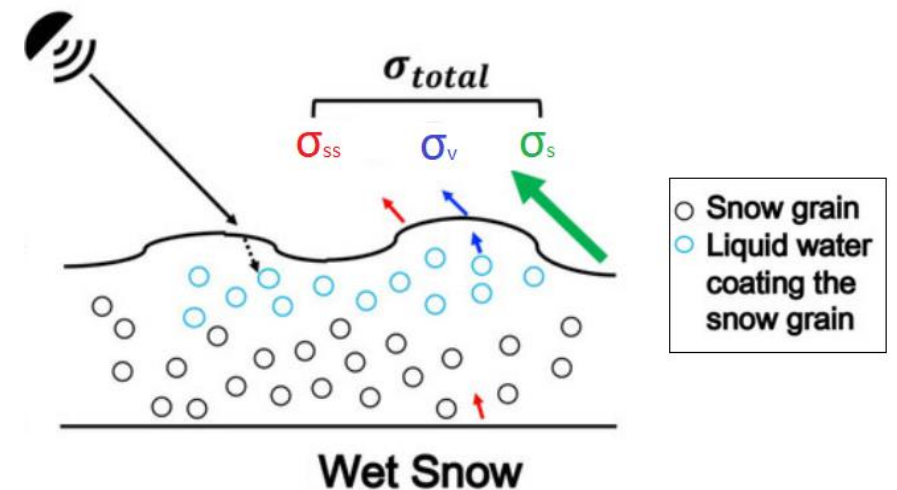 σtotal
σss σv σs
Snow grain
Liquid water
coating the
snow grain
Wet Snow